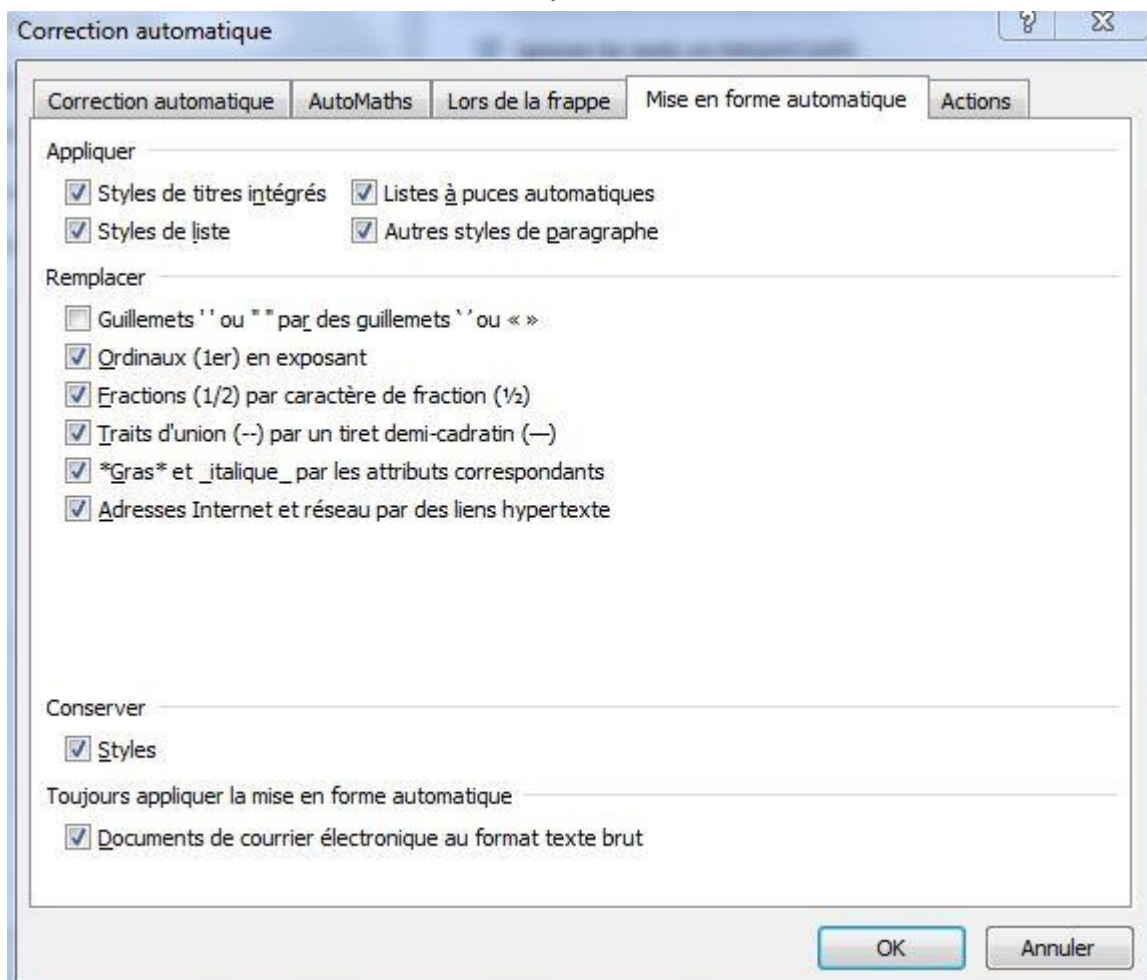 Correction automatique
Correction automatique AutoMaths Lors de la frappe Mise en forme automatique Actions
Appliquer
Styles de titres intégrés Listes à puces automatiques
Styles de liste Autres styles de paragraphe
Remplacer
Guillemets ' ' ou " " par des guillemets ‘ ’ ou « »
Ordinaux (1er) en exposant
Fractions (1/2) par caractère de fraction (½)
Traits d'union (--) par un tiret demi-cadratin (—)
*Gras* et _italique_ par les attributs correspondants
Adresses Internet et réseau par des liens hypertexte
Conserver
Styles
Toujours appliquer la mise en forme automatique
Documents de courrier électronique au format texte brut
OK Annuler